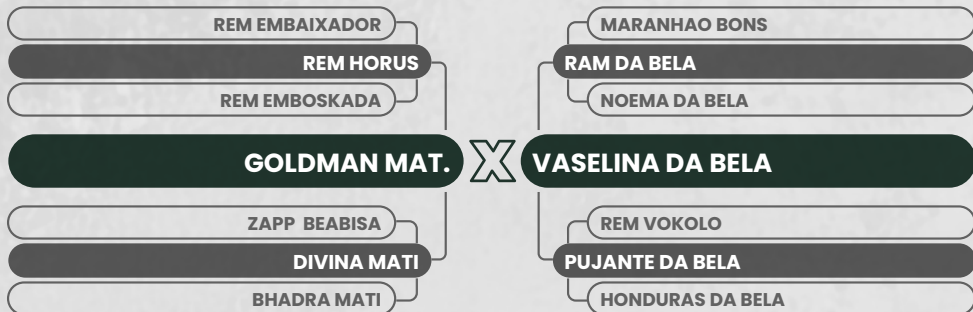 REM EMBAIXADOR
REM HORUS
REM EMBOSKADA
GOLDMAN MAT.
ZAPP BEABISA
DIVINA MATI
BHADRA MATI
X
MARANHAO BONS
RAM DA BELA
NOEMA DA BELA
VASELINA DA BELA
REM VOKOLO
PUJANTE DA BELA
HONDURAS DA BELA